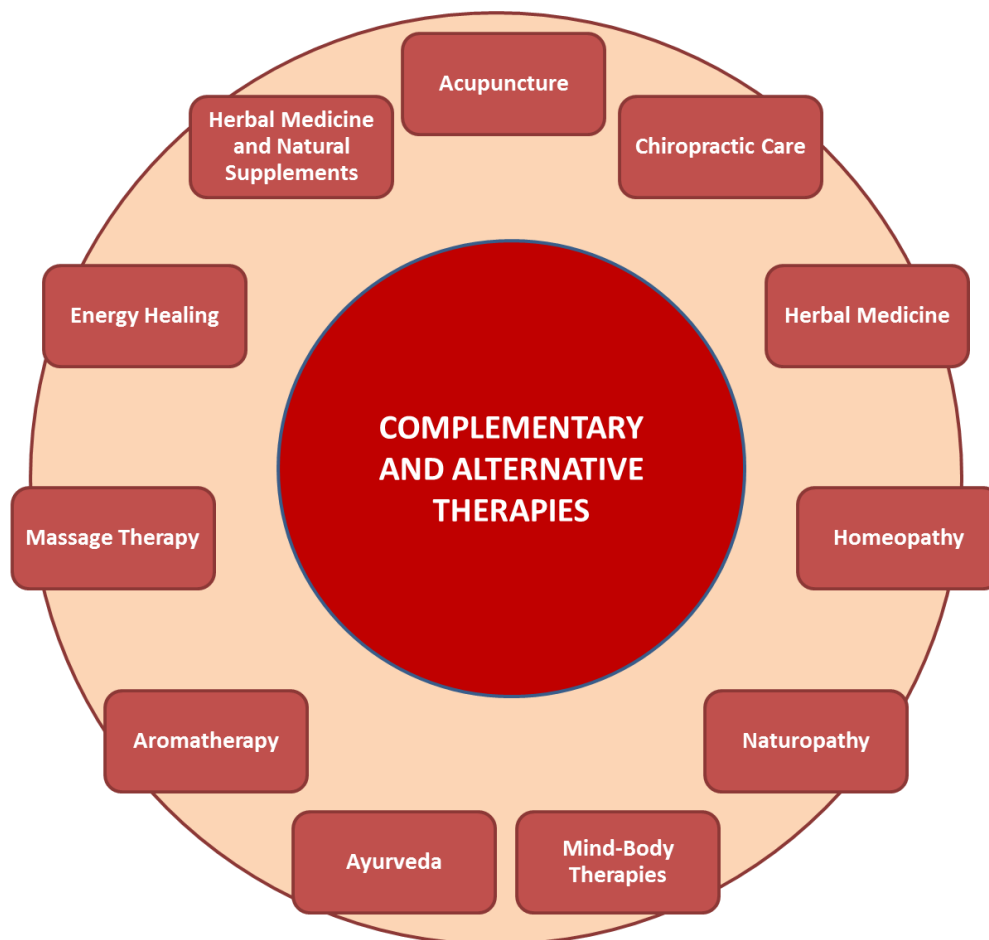 Acupuncture
Chiropractic Care
Herbal Medicine
Homeopathy
Naturopathy
Mind-Body
Therapies
Ayurveda
Aromatherapy
Massage Therapy
Energy Healing
Herbal Medicine
and Natural
Supplements
COMPLEMENTARY
AND ALTERNATIVE
THERAPIES